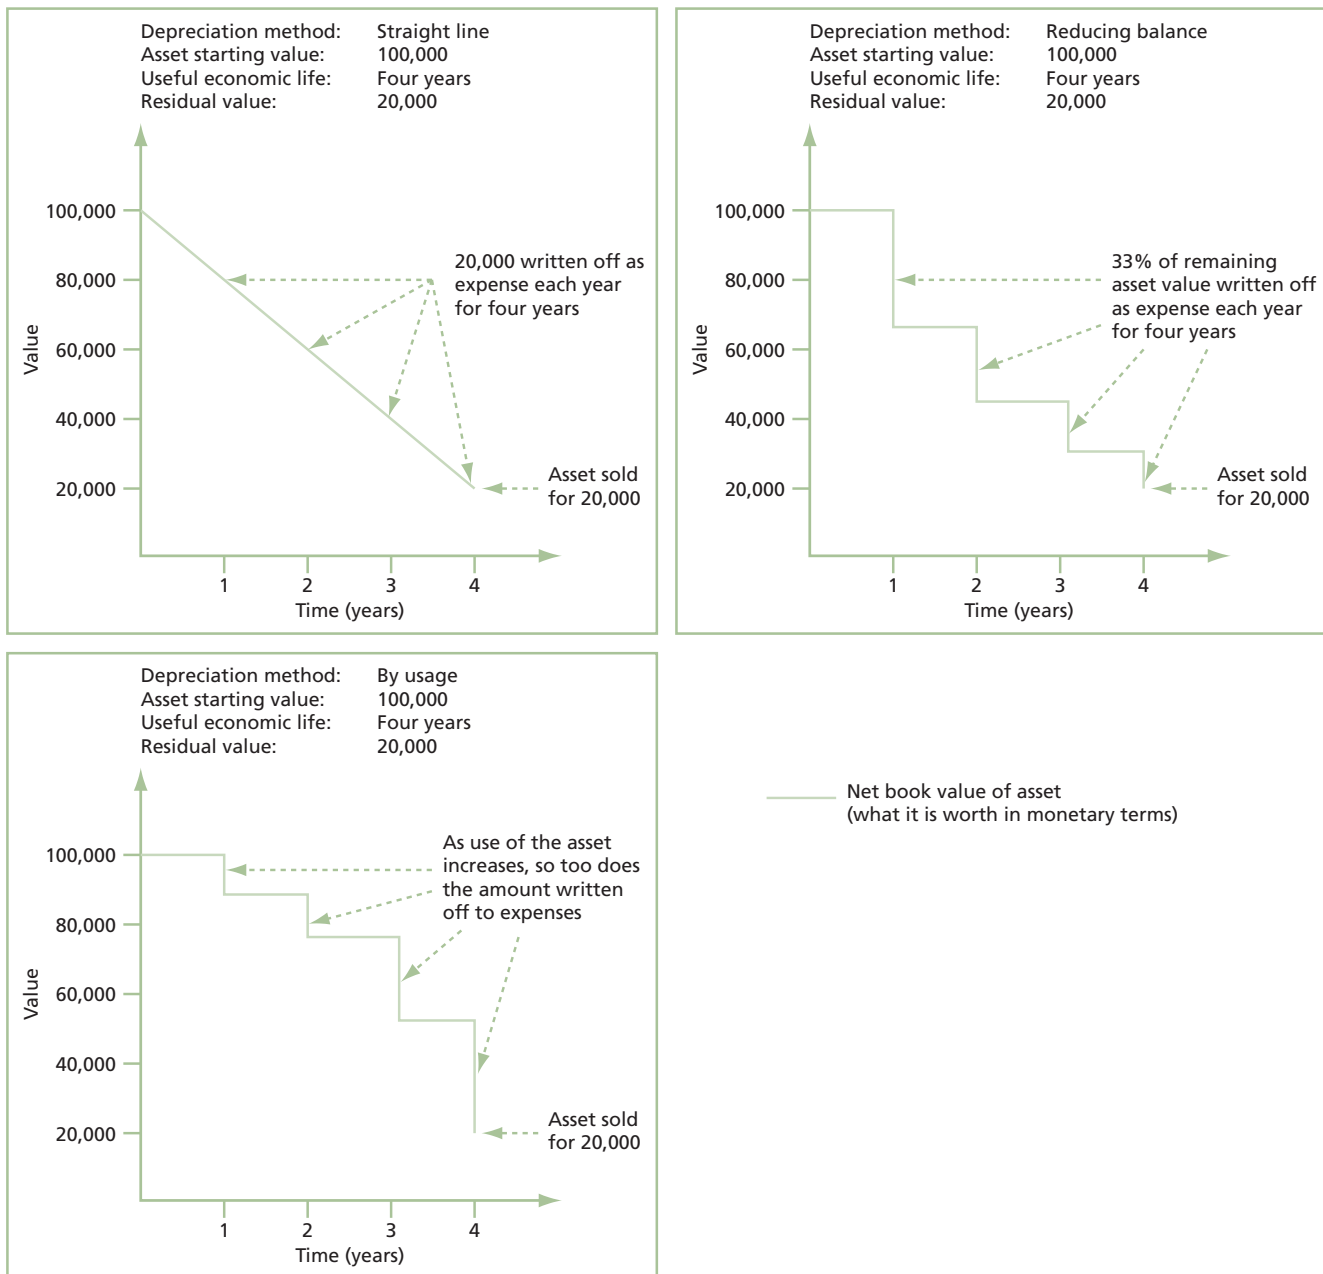 Depreciation method: Straight line
Asset starting value: 100,000
Useful economic life: Four years
Residual value: 20,000
100,000
80,000
60,000
40,000
20,000
Value
20,000 written off as
expense each year
for four years
Asset sold
for 20,000
1 2 3 4
Time (years)
Depreciation method: Reducing balance
Asset starting value: 100,000
Useful economic life: Four years
Residual value: 20,000
100,000
80,000
60,000
40,000
20,000
Value
33% of remaining
asset value written off
as expense each year
for four years
Asset sold
for 20,000
1 2 3 4
Time (years)
Depreciation method: By usage
Asset starting value: 100,000
Useful economic life: Four years
Residual value: 20,000
100,000
80,000
60,000
40,000
20,000
Value
As use of the asset
increases, so too does
the amount written
off to expenses
Asset sold
for 20,000
1 2 3 4
Time (years)
Net book value of asset
(what it is worth in monetary terms)